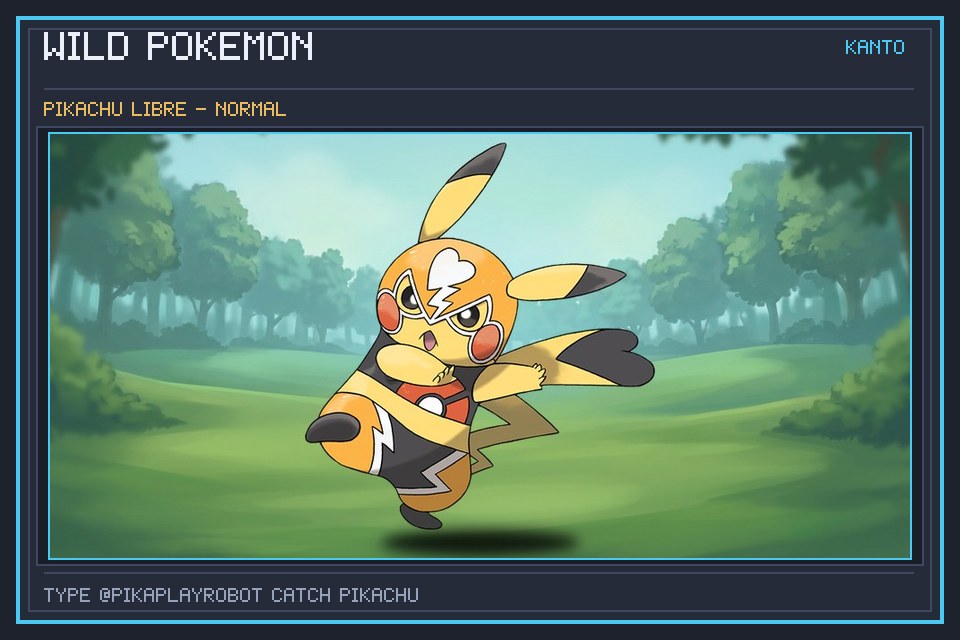 WILD POKEMON
KANTO
PIKACHU LIBRE - NORMAL
TYPE @PIKAPLAYROBOT CATCH PIKACHU